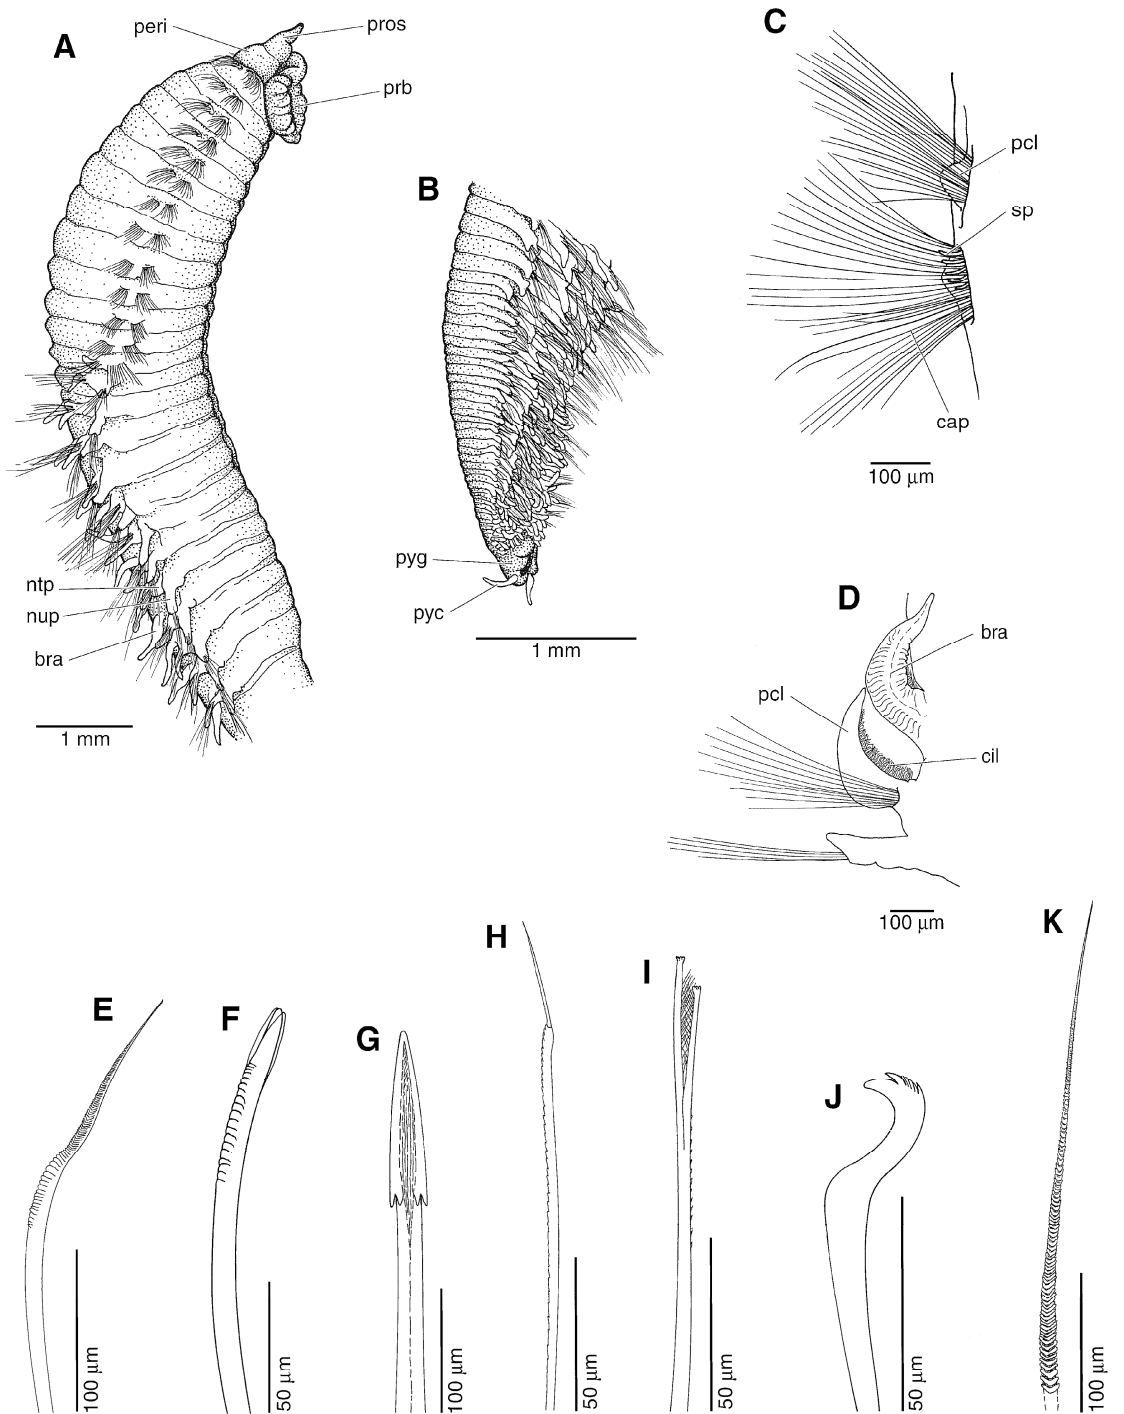 A
peri
pros
prb
ntp
nup
bra
1 mm
B
pyg
pyc
1 mm
C
pcl
sp
cap
100 μm
D
bra
pcl
cil
100 μm
E
100 μm
F
50 μm
G
100 μm
H
50 μm
I
50 μm
J
50 μm
K
100 μm